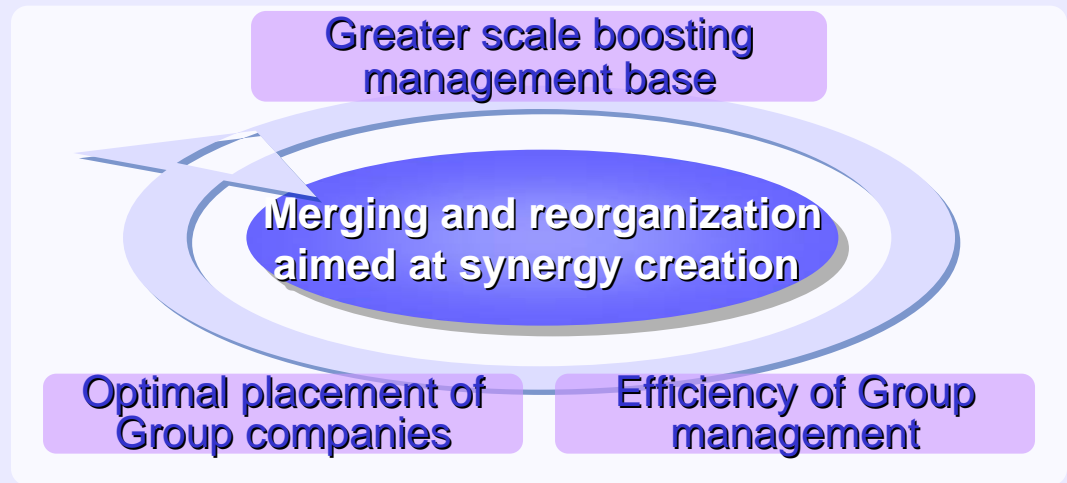 Greater scale boosting
management base
Merging and reorganization
aimed at synergy creation
Optimal placement of
Group companies
Efficiency of Group
management